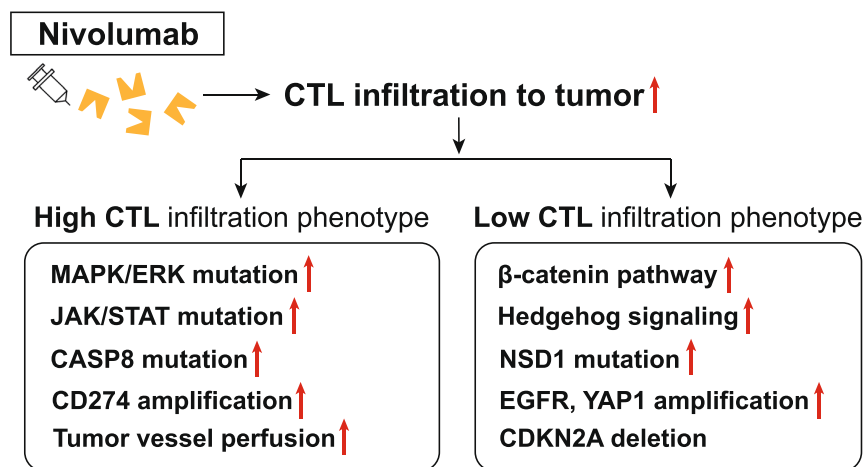 Nivolumab
CTL infiltration to tumor
High CTL infiltration phenotype
MAPK/ERK mutation
JAK/STAT mutation
CASP8 mutation
CD274 amplification
Tumor vessel perfusion
Low CTL infiltration phenotype
β-catenin pathway
Hedgehog signaling
NSD1 mutation
EGFR, YAP1 amplification
CDKN2A deletion